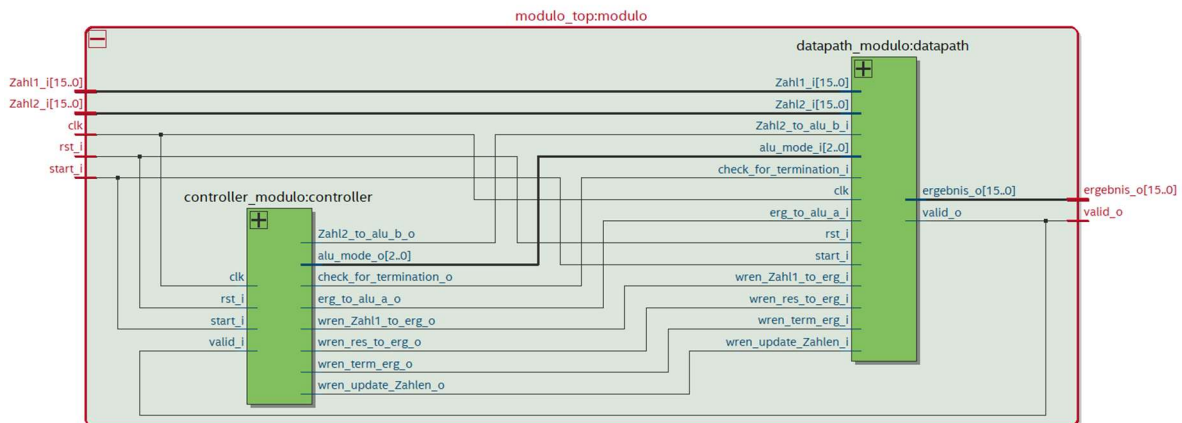 modulo_top:modulo
datapath_modulo:datapath
Zahl1_i[15..0]
Zahl2_i[15..0]
clk
rst_i
start_i
Zahl1_i[15..0]
Zahl2_i[15..0]
Zahl2_to_alu_b_i
alu_mode_i[2..0]
check_for_termination_i
clk
erg_to_alu_a_i
rst_i
start_i
wren_Zahl1_to_erg_i
wren_res_to_erg_i
wren_term_erg_i
wren_update_Zahlen_i
ergebnis_o[15..0]
valid_o
ergebnis_o[15..0]
valid_o
controller_modulo:controller
clk
rst_i
start_i
valid_i
Zahl2_to_alu_b_o
alu_mode_o[2..0]
check_for_termination_o
erg_to_alu_a_o
wren_Zahl1_to_erg_o
wren_res_to_erg_o
wren_term_erg_o
wren_update_Zahlen_o